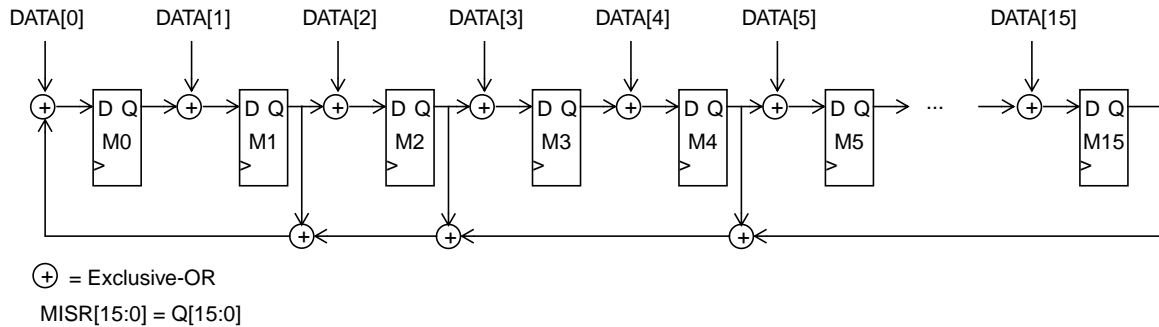 DATA[0] DATA[1] DATA[2] DATA[3] DATA[4] DATA[5] DATA[15]
+ D Q + D Q + D Q + D Q + D Q + D Q ... + D Q
M0 M1 M2 M3 M4 M5 M15
+ + +
+ = Exclusive-OR
MISR[15:0] = Q[15:0]